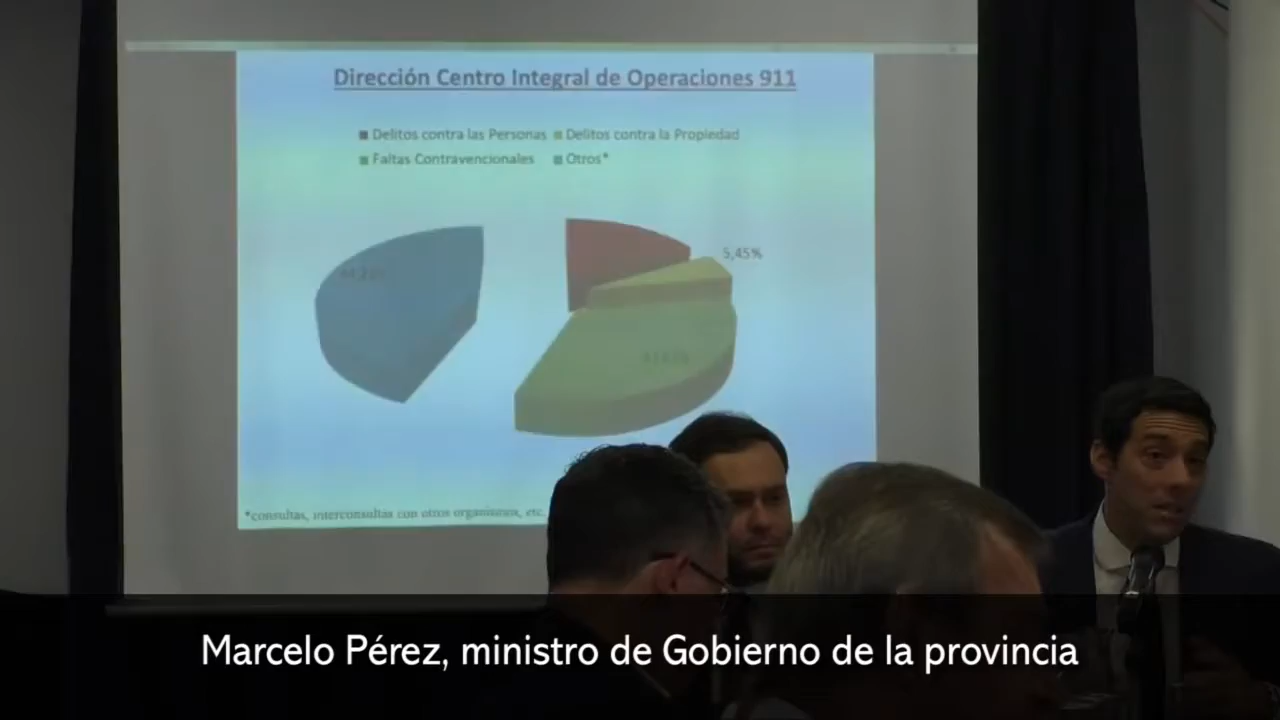 Dirección Centro Integral de Operaciones 911
Delitos contra las Personas Delitos contra la Propiedad
Faltas Contravencionales Otros*
5,45%
*consultas, interconsultas con otros organismos, etc.
Marcelo Pérez, ministro de Gobierno de la provincia